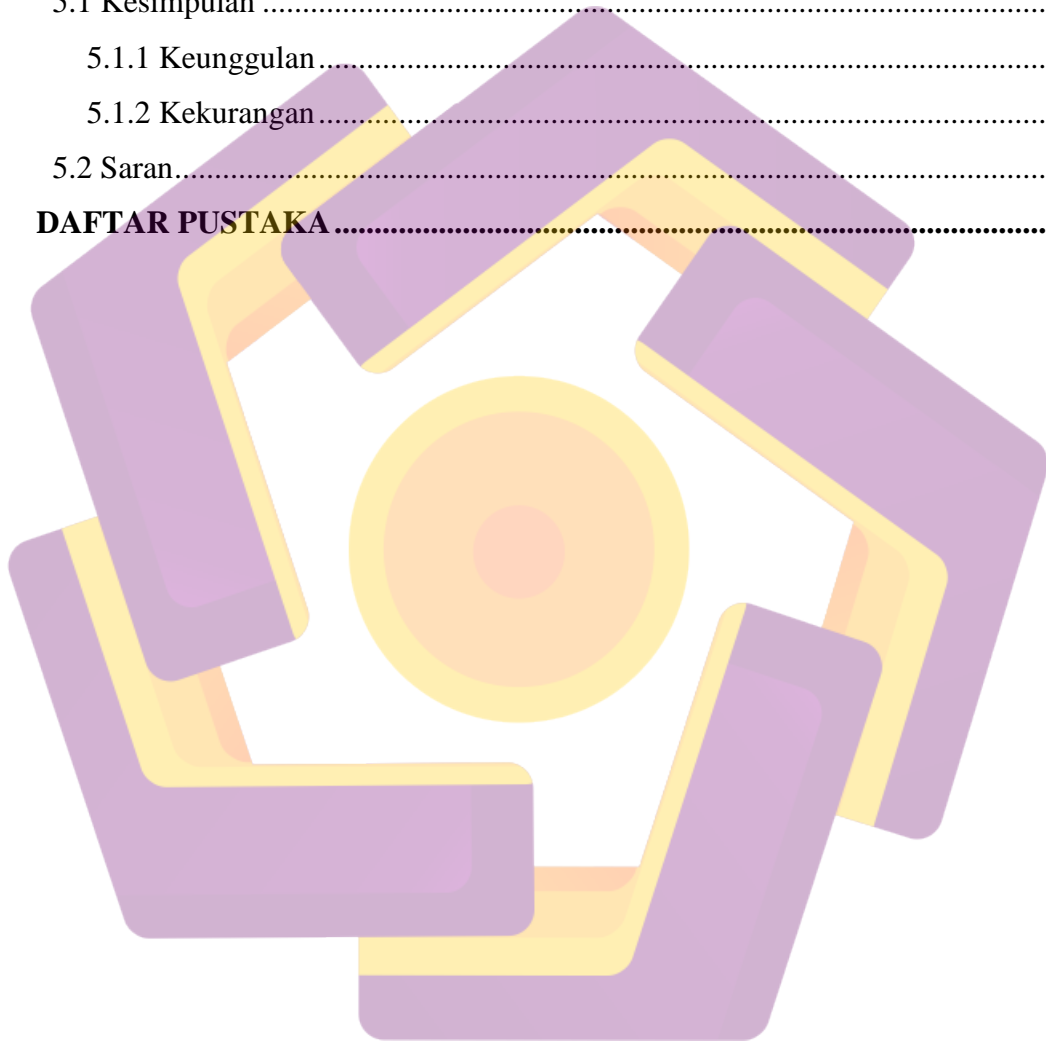 5.1 Kesimpulan ................................................................................................
5.1.1 Keunggulan ..........................................................................................
5.1.2 Kekurangan ..........................................................................................
5.2 Saran ..........................................................................................................
DAFTAR PUSTAKA ......................................................................................